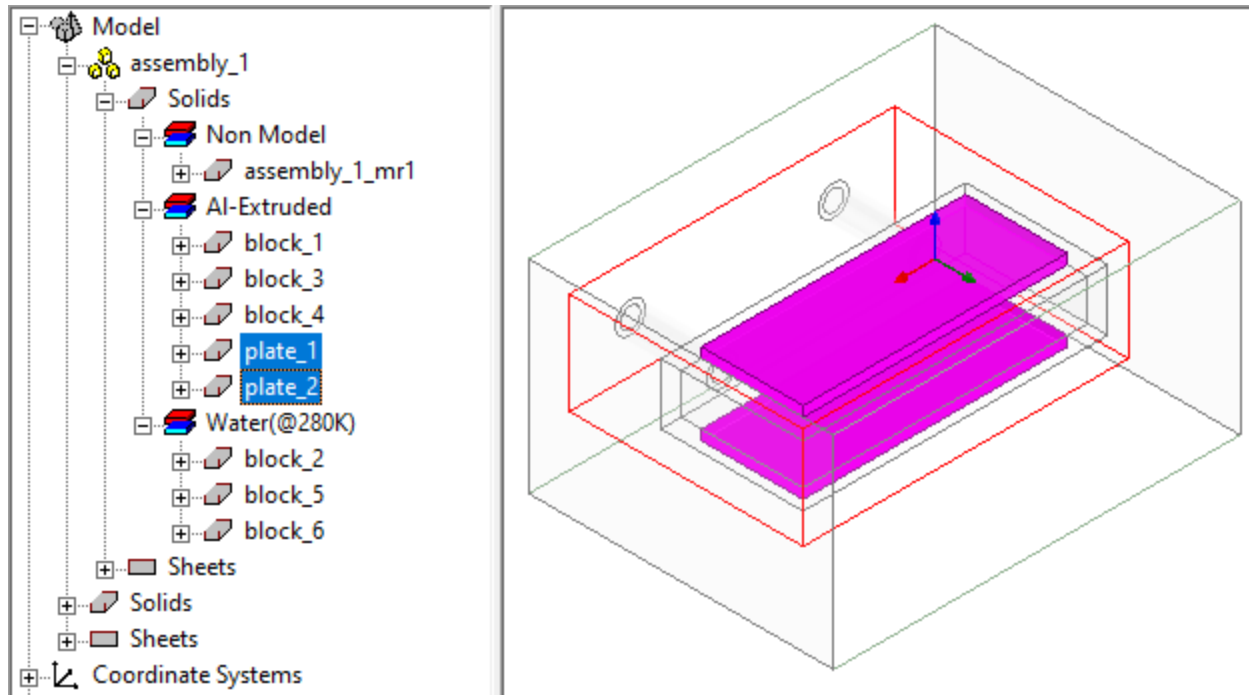 Model
assembly_1
Solids
Non Model
assembly_1_mr1
Al-Extruded
block_1
block_3
block_4
plate_1
plate_2
Water(@280K)
block_2
block_5
block_6
Sheets
Solids
Sheets
Coordinate Systems